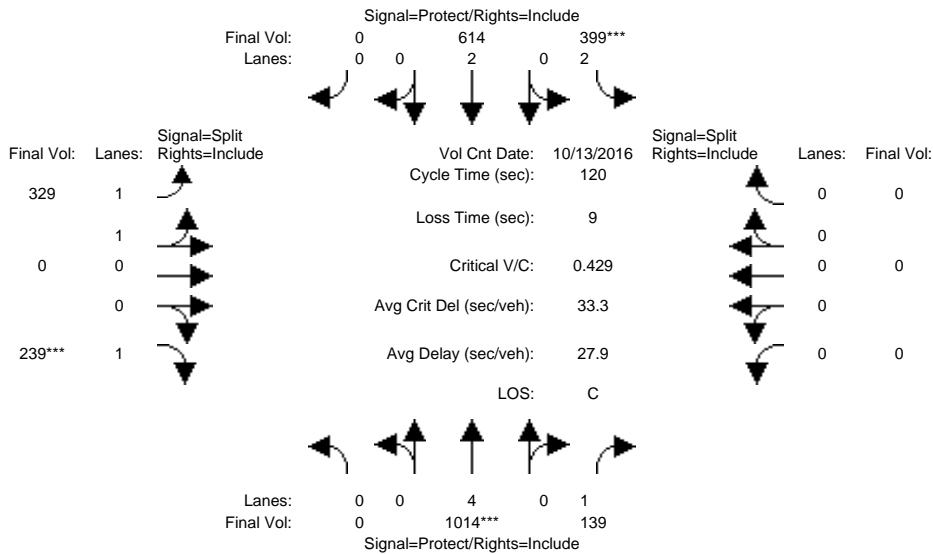 Signal=Protect/Rights=Include
Final Vol: 0 614 399***
Lanes: 0 0 2 0 2
Signal=Split
Final Vol: Lanes: Rights=Include
Vol Cnt Date: 10/13/2016
Signal=Split
Rights=Include Lanes: Final Vol:
Cycle Time (sec): 120
329 1
0 0
Loss Time (sec): 9
1
0
0 0
Critical V/C: 0.429
0 0
0
Avg Crit Del (sec/veh): 33.3
0
239*** 1
Avg Delay (sec/veh): 27.9
0 0
LOS: C
Lanes: 0 0 4 0 1
Final Vol: 0 1014*** 139
Signal=Protect/Rights=Include